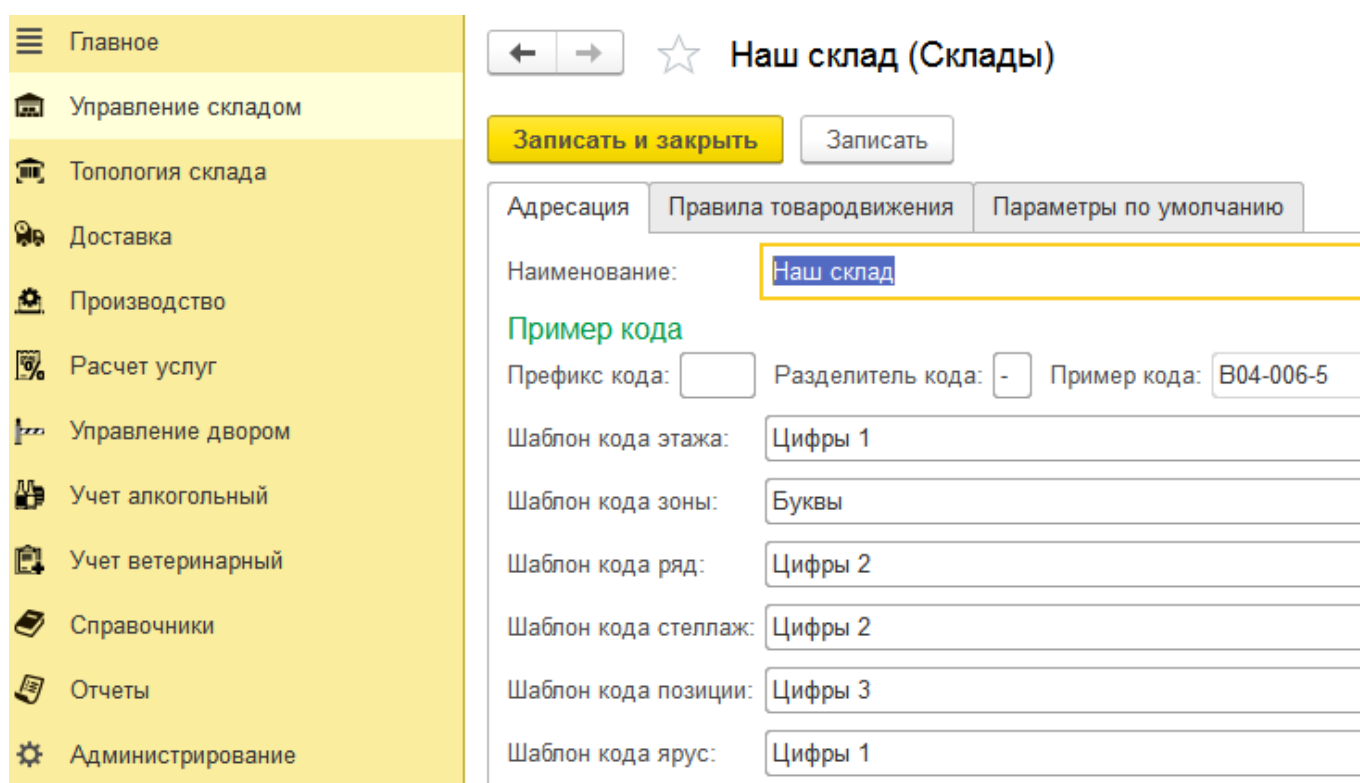 Главное
Управление складом
Топология склада
Доставка
Производство
Расчет услуг
Управление двором
Учет алкогольный
Учет ветеринарный
Справочники
Отчеты
Администрирование
Наш склад (Склады)
Записать и закрыть Записать
Адресация Правила товародвижения Параметры по умолчанию
Наименование: Наш склад
Пример кода
Префикс кода: Разделитель кода: - Пример кода: B04-006-5
Шаблон кода этажа: Цифры 1
Шаблон кода зоны: Буквы
Шаблон кода ряд: Цифры 2
Шаблон кода стеллаж: Цифры 2
Шаблон кода позиции: Цифры 3
Шаблон кода ярус: Цифры 1